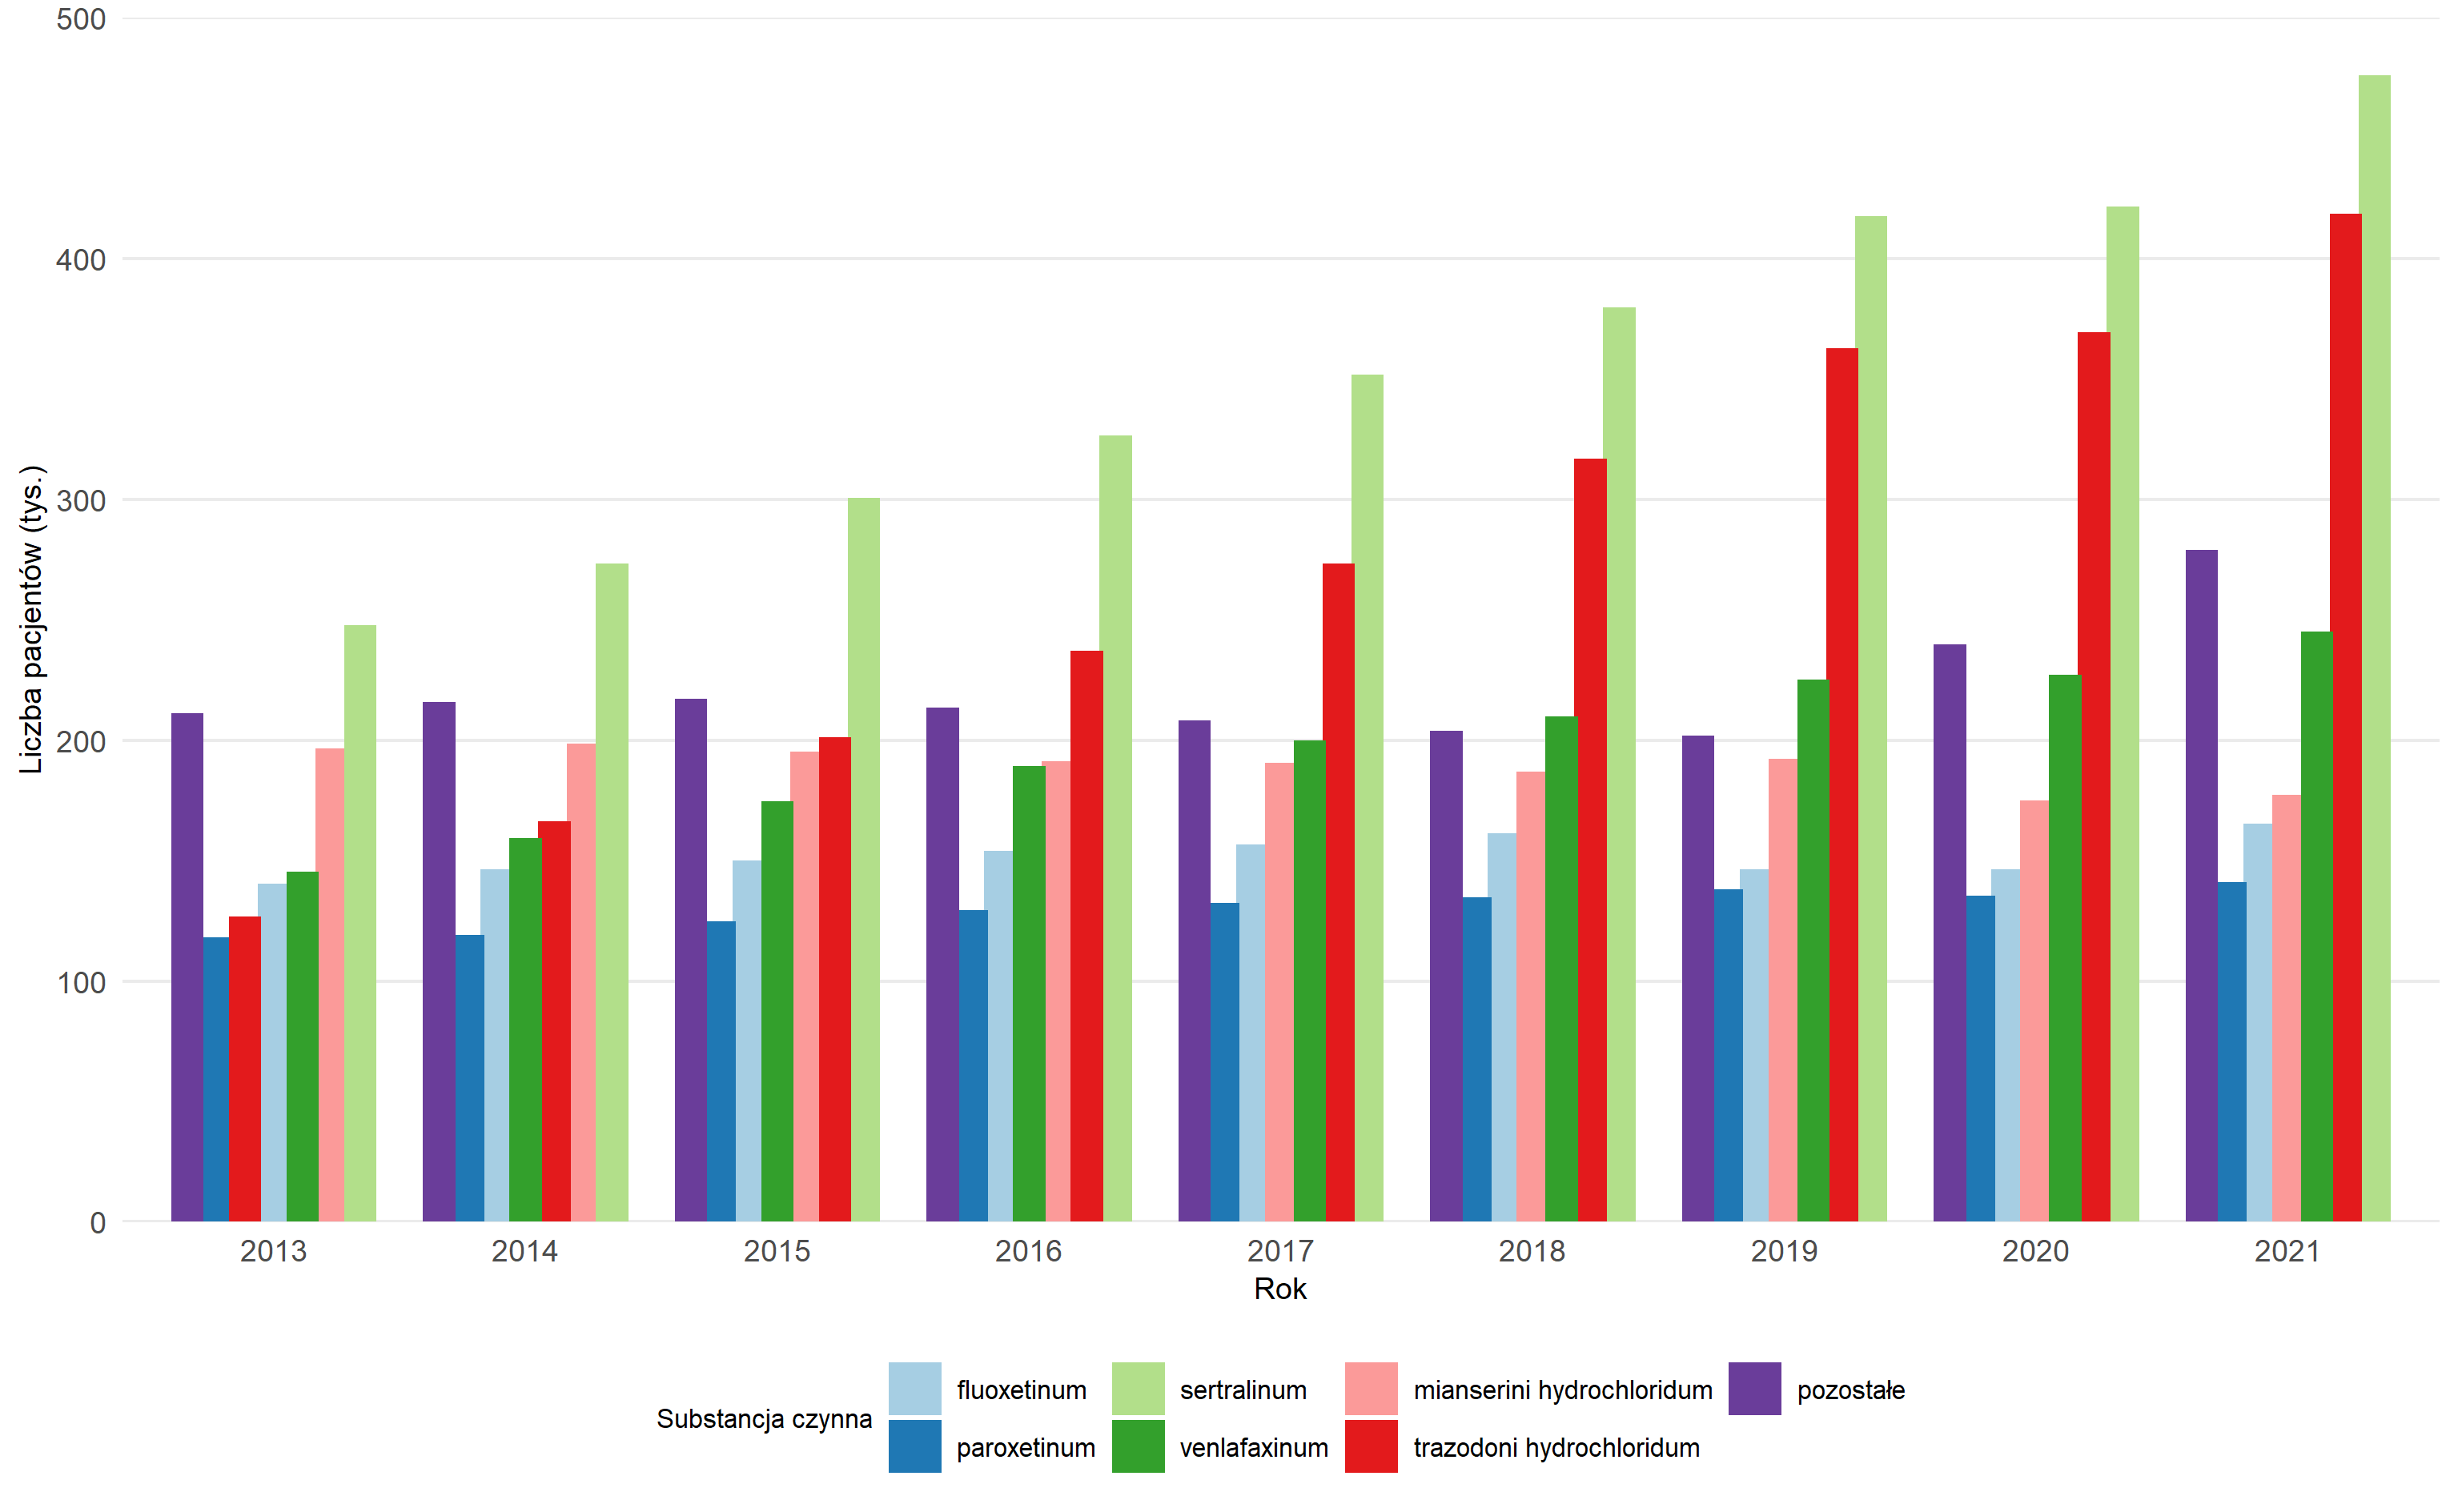 500
400
300
200
100
0
Liczba pacjentów (tys.)
2013 2014 2015 2016 2017 2018 2019 2020 2021
Rok
Substancja czynna
fluoxetinum sertralinum mianserini hydrochloridum pozostałe
paroxetinum venlafaxinum trazodoni hydrochloridum